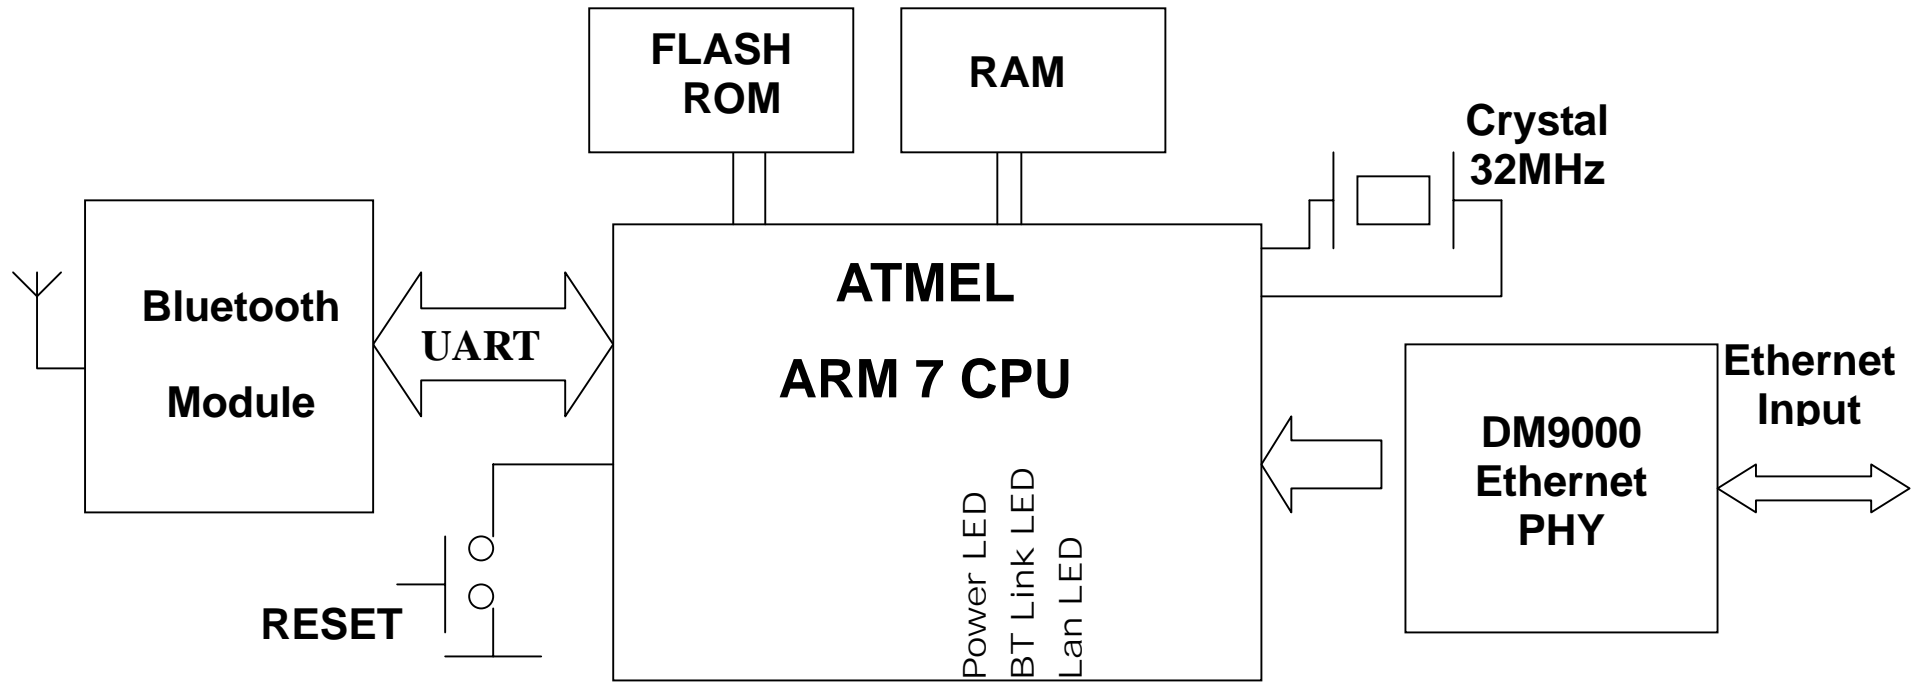 FLASH
ROM
RAM
Crystal
32MHz
Bluetooth
Module
UART
ATMEL
ARM 7 CPU
Ethernet
Input
DM9000
Ethernet
PHY
RESET
Power LED
BT Link LED
Lan LED